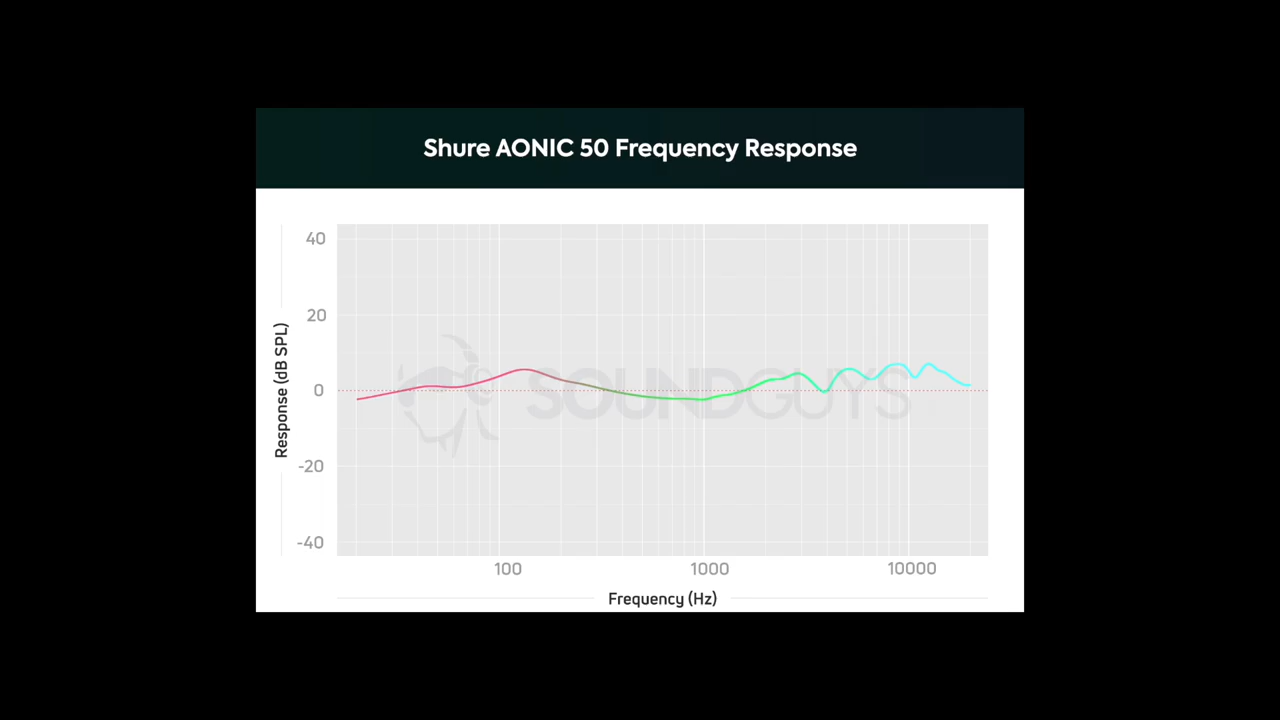 Shure AONIC 50 Frequency Response
40
20
0
-20
-40
Response (dB SPL)
SOUNDGUYS
100 1000 10000
Frequency (Hz)